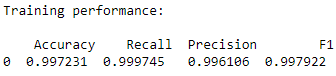 Training performance:
Accuracy Recall Precision F1
0 0.997231 0.999745 0.996106 0.997922